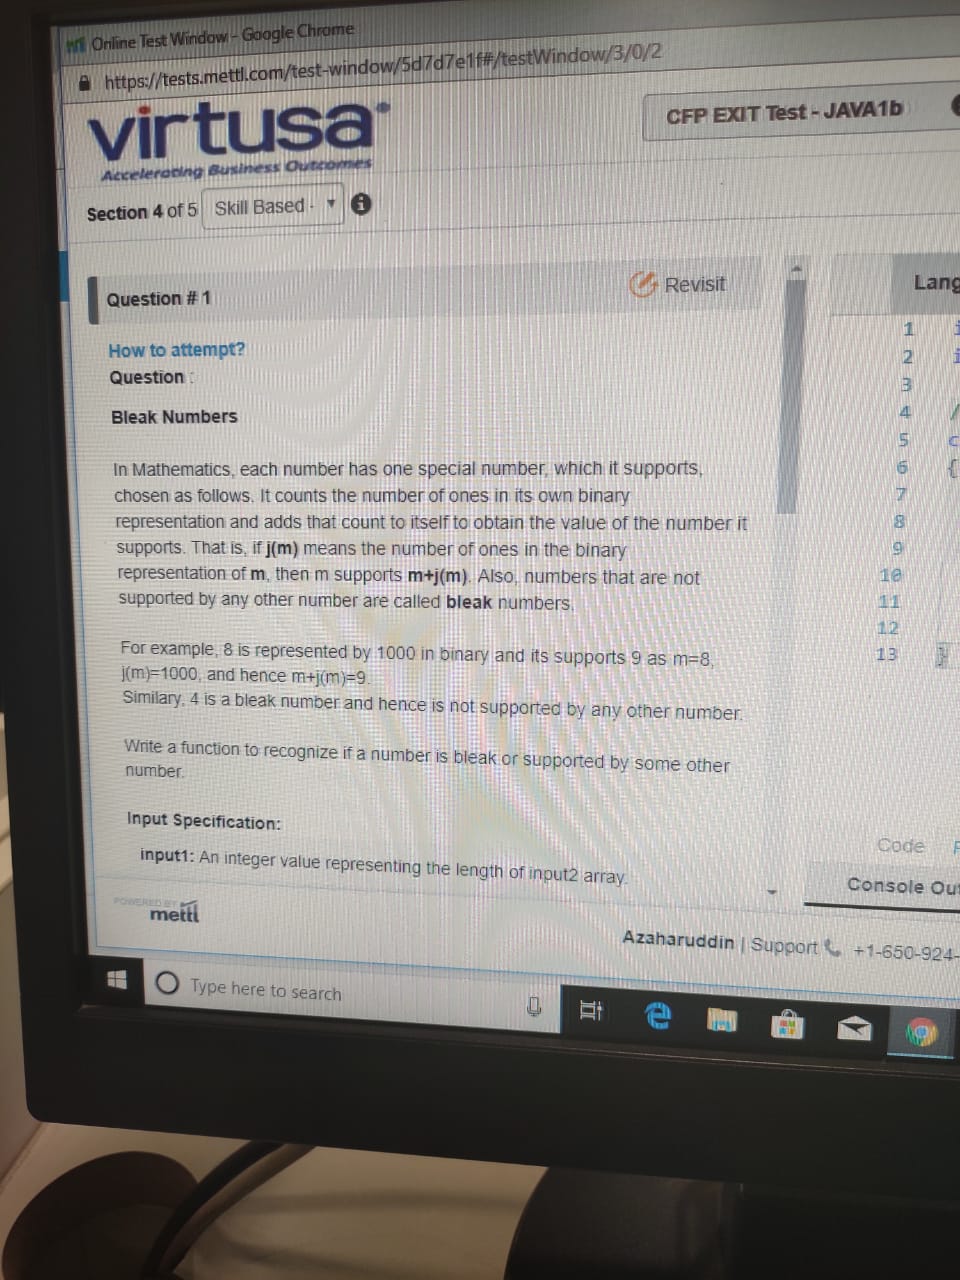 Online Test Window - Google Chrome
https://tests.mettl.com/test-window/5d7d7e1f#/testWindow/3/0/2
virtusa
Accelerating Business Outcomes
CFP EXIT Test - JAVA1b
Section 4 of 5 Skill Based -
Question # 1
Revisit
Lang
How to attempt?
Question :
Bleak Numbers
In Mathematics, each number has one special number, which it supports,
chosen as follows. It counts the number of ones in its own binary
representation and adds that count to itself to obtain the value of the number it
supports. That is, if j(m) means the number of ones in the binary
representation of m, then m supports m+j(m). Also, numbers that are not
supported by any other number are called bleak numbers.
For example, 8 is represented by 1000 in binary and its supports 9 as m=8,
j(m)=1000, and hence m+j(m)=9.
Similary, 4 is a bleak number and hence is not supported by any other number.
Write a function to recognize if a number is bleak or supported by some other
number.
Input Specification:
input1: An integer value representing the length of input2 array.
1 i
2 i
3
4 /
5 c
6 {
7
8
9
10
11
12
13 }
Code
Console Ou
POWERED BY
mettl
Azaharuddin | Support +1-650-924-
Type here to search